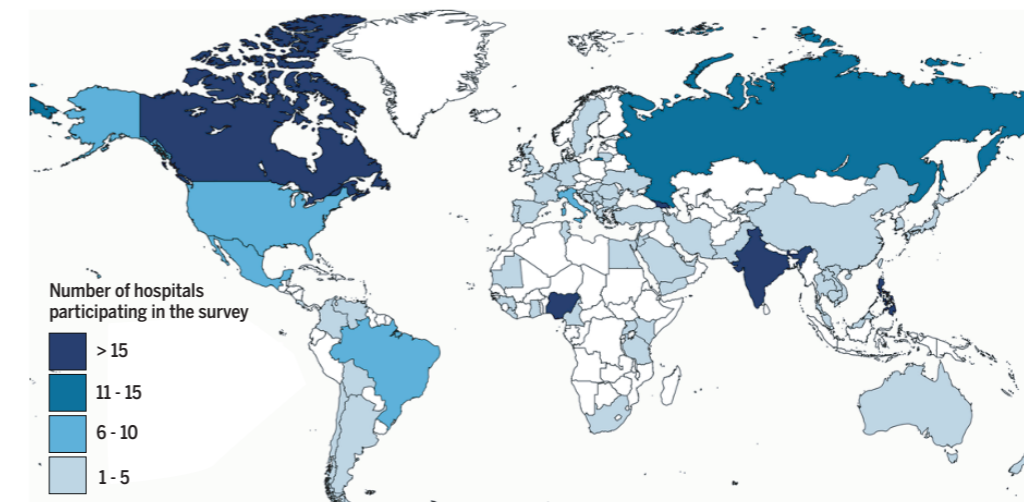 Number of hospitals
participating in the survey
> 15
11 - 15
6 - 10
1 - 5